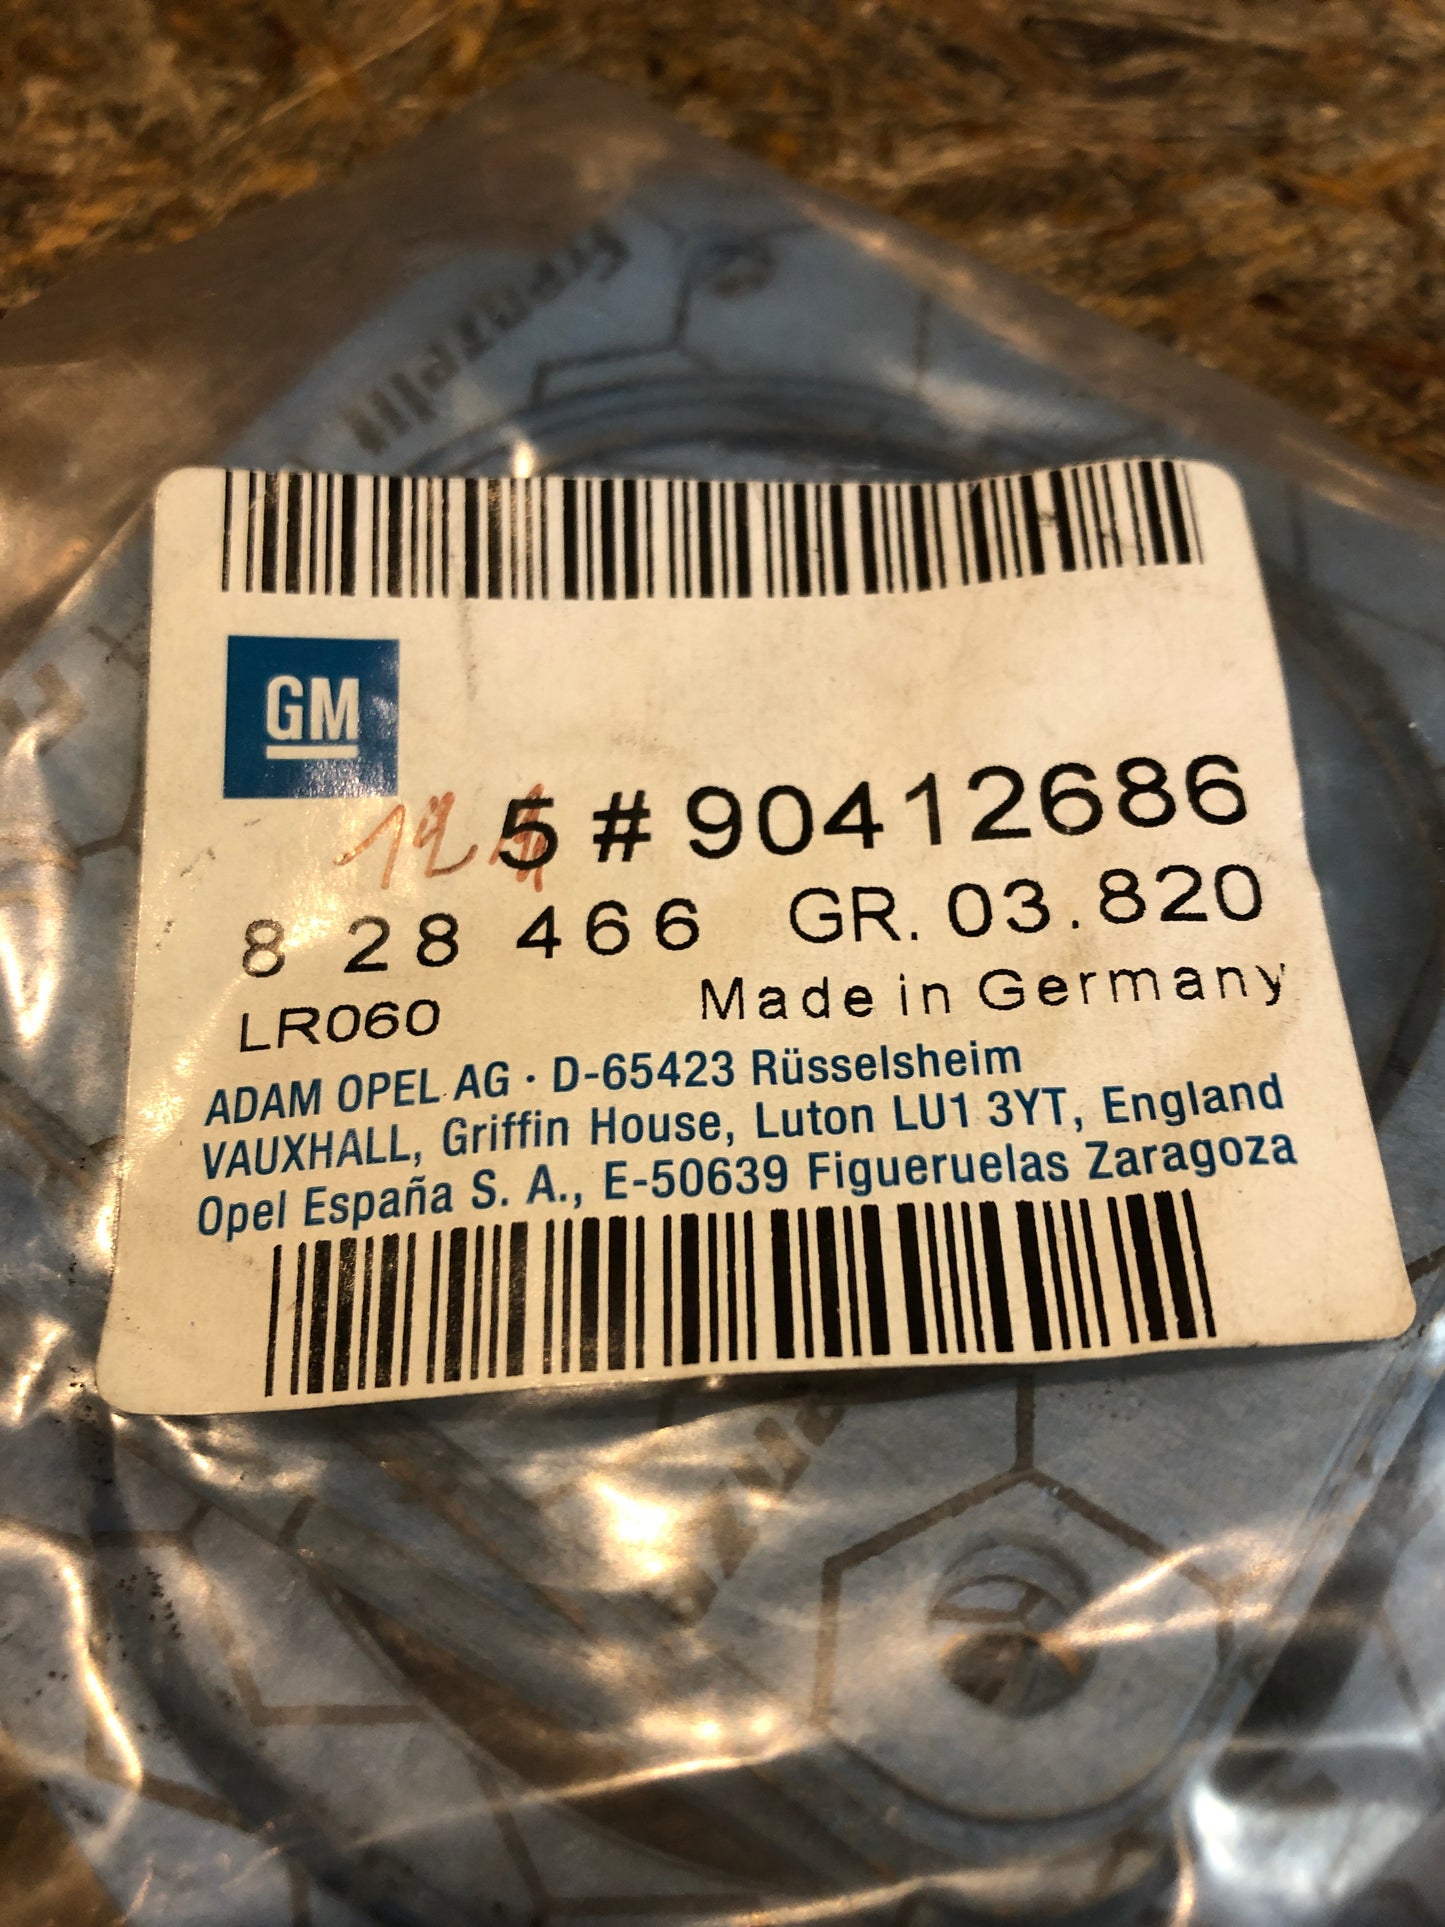 GM
12 5 # 90412686
8 28 466 GR. 03.820
LR060 Made in Germany
ADAM OPEL AG · D-65423 Rüsselsheim
VAUXHALL, Griffin House, Luton LU1 3YT, England
Opel España S. A., E-50639 Figueruelas Zaragoza